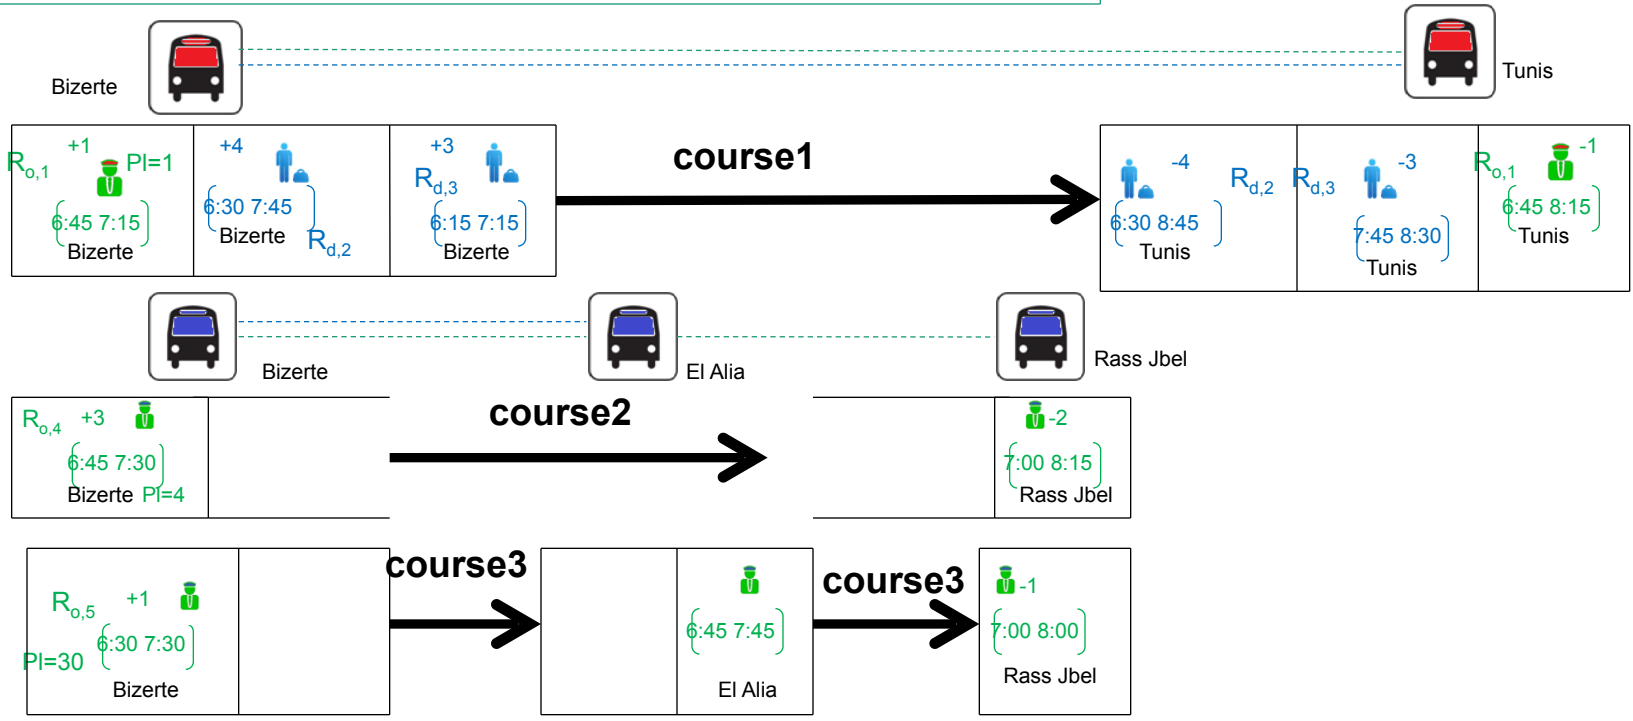 Bizerte
Tunis
+1
Ro,1
Pl=1
6:45 7:15
Bizerte
+4
6:30 7:45
Bizerte
Rd,2
+3
Rd,3
6:15 7:15
Bizerte
course1
-4
Rd,2
6:30 8:45
Tunis
Rd,3
-3
7:45 8:30
Tunis
Ro,1
-1
6:45 8:15
Tunis
Bizerte
El Alia
Rass Jbel
Ro,4
+3
6:45 7:30
Bizerte Pl=4
course2
-2
7:00 8:15
Rass Jbel
Ro,5
+1
6:30 7:30
Pl=30
Bizerte
course3
6:45 7:45
El Alia
course3
-1
7:00 8:00
Rass Jbel